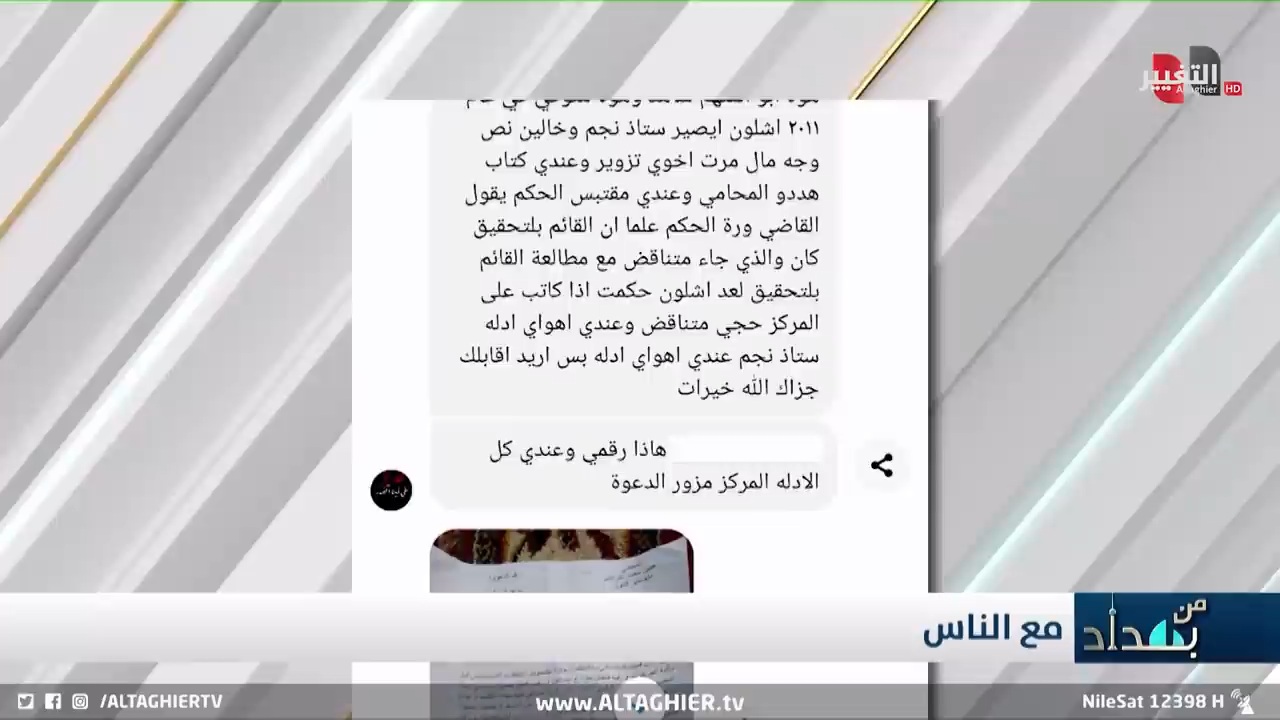 التغيير
Altaghier HD
٢٠١١ اشلون ايصير ستاذ نجم وخالين نص
وجه مال مرت اخوي تزوير وعندي كتاب
هددو المحامي وعندي مقتبس الحكم يقول
القاضي ورة الحكم علما ان القائم بلتحقيق
كان والذي جاء متناقض مع مطالعة القائم
بلتحقيق لعد اشلون حكمت اذا كاتب على
المركز حجي متناقض وعندي اهواي ادله
ستاذ نجم عندي اهواي ادله بس اريد اقابلك
جزاك الله خيرات
هاذا رقمي وعندي كل
الادله المركز مزور الدعوة
من بغداد
مع الناس
/ALTAGHIERTV
www.ALTAGHIER.tv
NileSat 12398 H